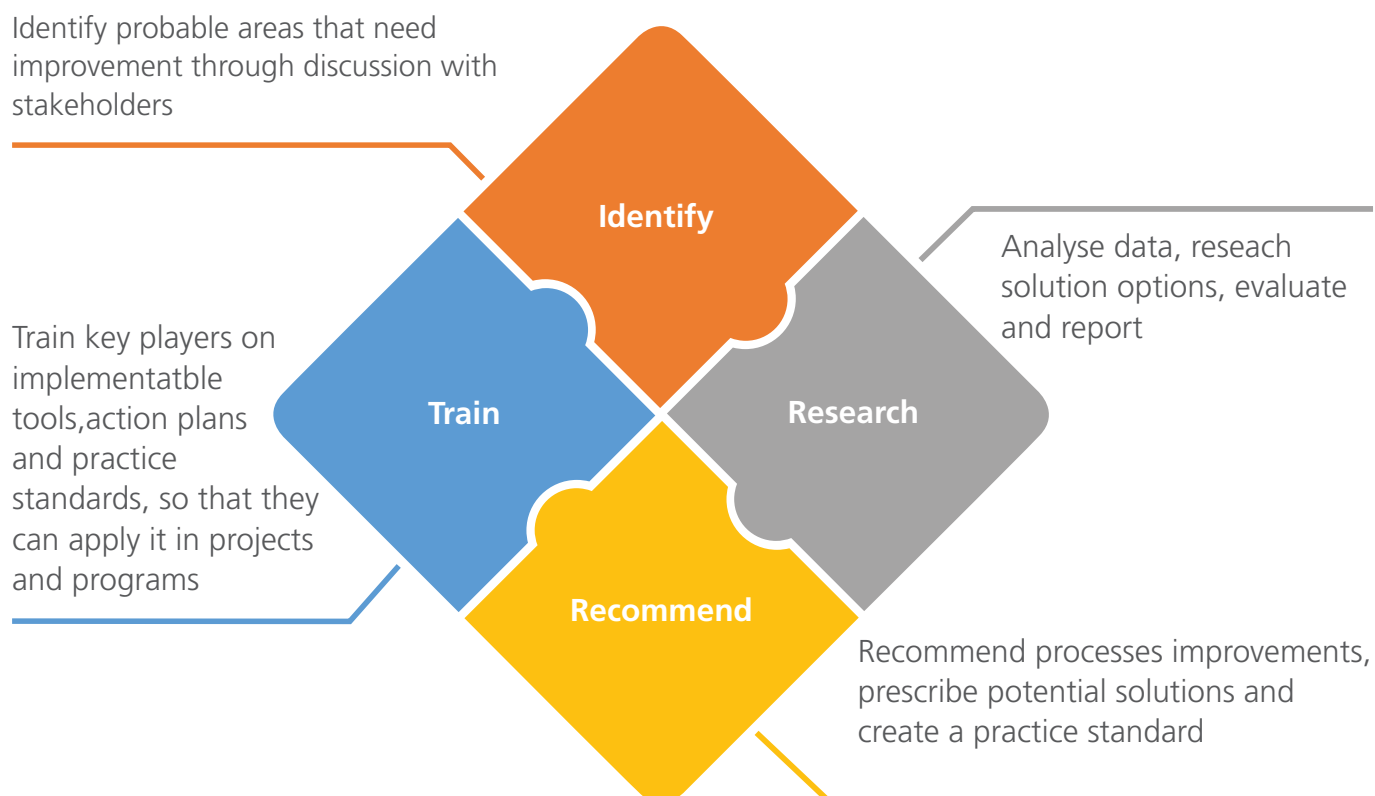 Identify probable areas that need
improvement through discussion with
stakeholders
Identify
Analyse data, reseach
solution options, evaluate
and report
Research
Train key players on
implementatble
tools,action plans
and practice
standards, so that they
can apply it in projects
and programs
Train
Recommend
Recommend processes improvements,
prescribe potential solutions and
create a practice standard